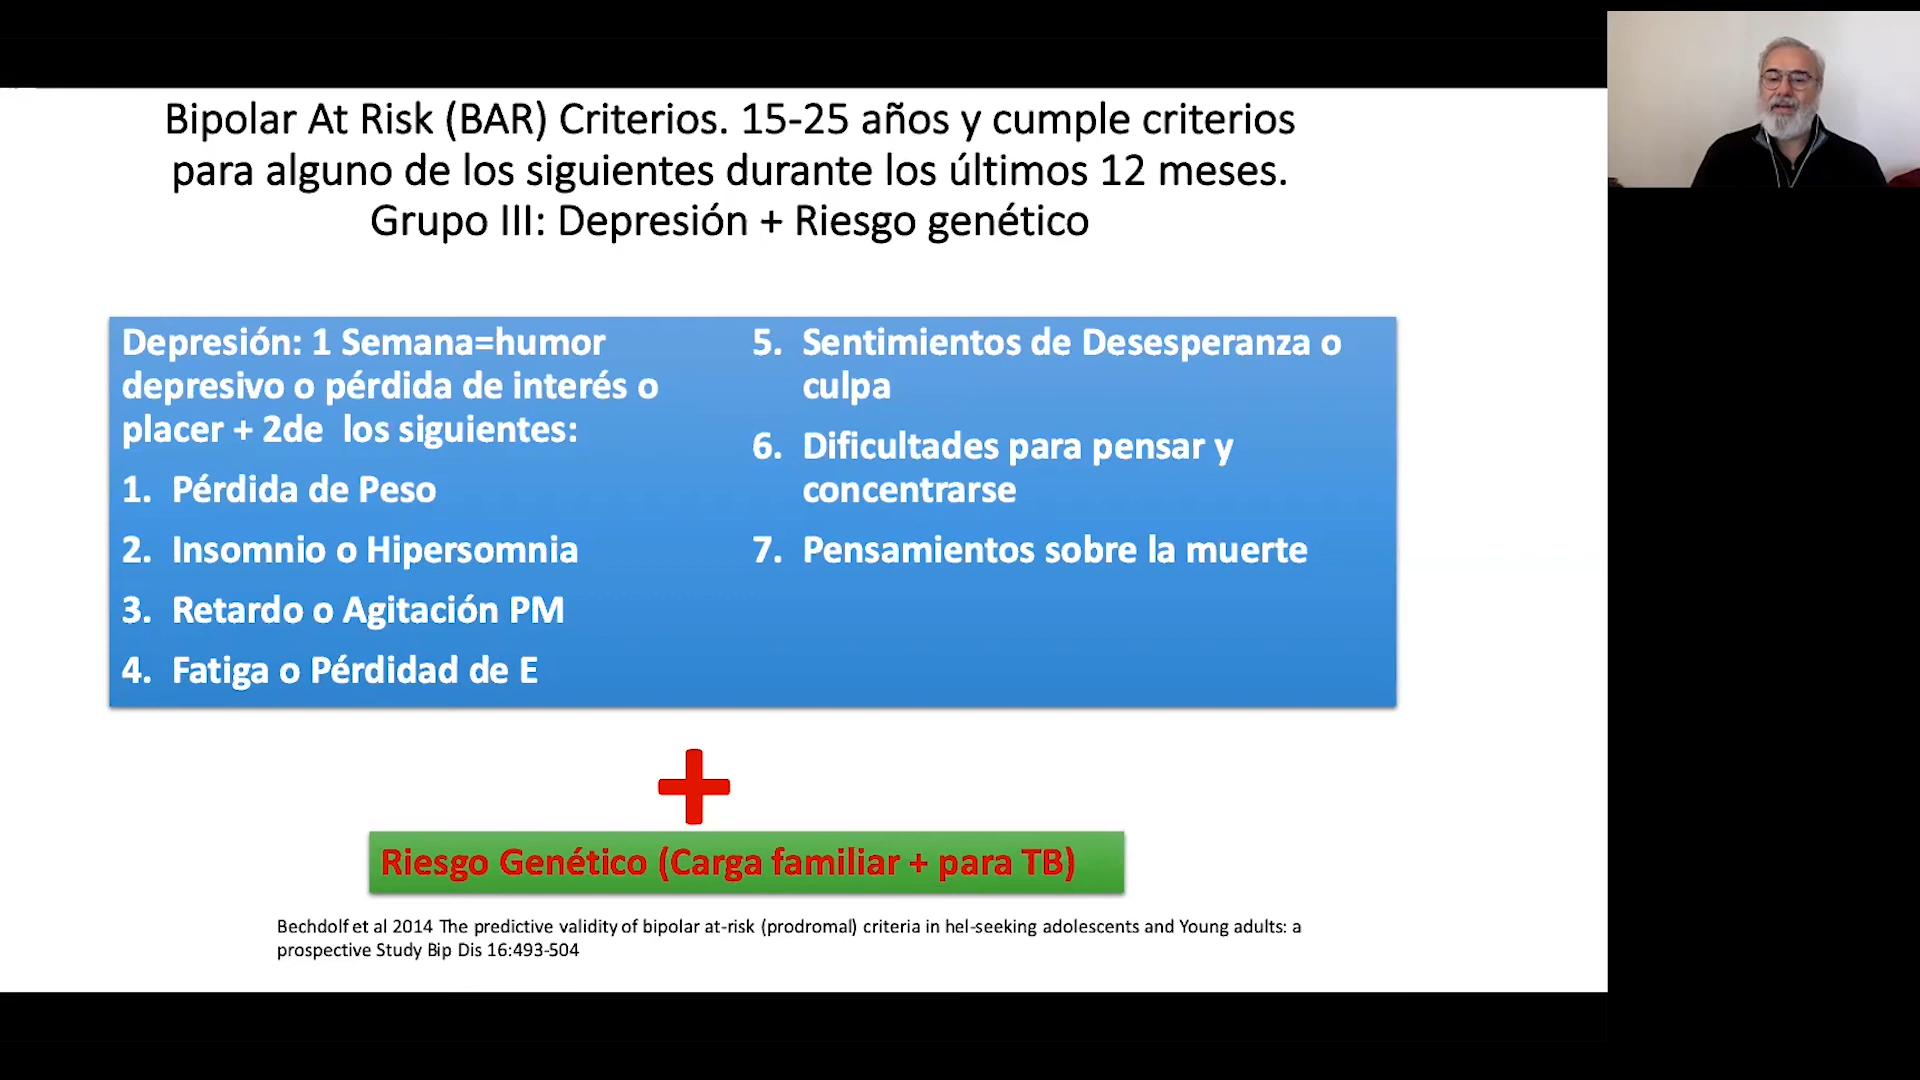 Bipolar At Risk (BAR) Criterios. 15-25 años y cumple criterios
para alguno de los siguientes durante los últimos 12 meses.
Grupo III: Depresión + Riesgo genético
Depresión: 1 Semana=humor
depresivo o pérdida de interés o
placer + 2de los siguientes:
1. Pérdida de Peso
2. Insomnio o Hipersomnia
3. Retardo o Agitación PM
4. Fatiga o Pérdidad de E
5. Sentimientos de Desesperanza o
culpa
6. Dificultades para pensar y
concentrarse
7. Pensamientos sobre la muerte
Riesgo Genético (Carga familiar + para TB)
Bechdolf et al 2014 The predictive validity of bipolar at-risk (prodromal) criteria in hel-seeking adolescents and Young adults: a
prospective Study Bip Dis 16:493-504